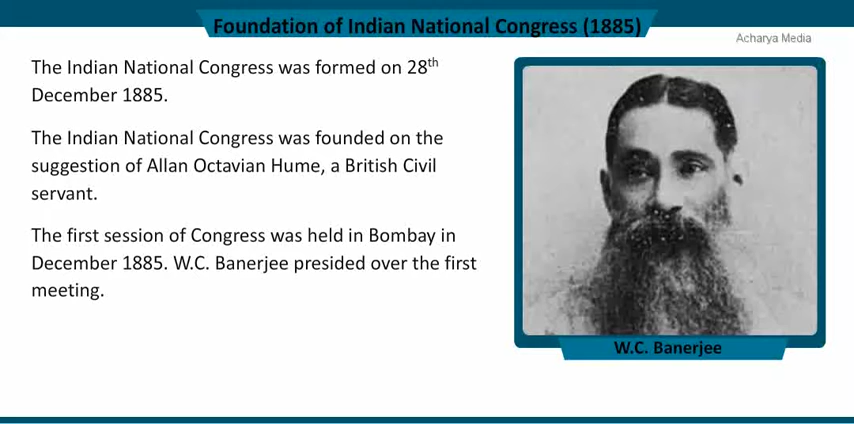 Foundation of Indian National Congress (1885)
Acharya Media
The Indian National Congress was formed on 28th
December 1885.
The Indian National Congress was founded on the
suggestion of Allan Octavian Hume, a British Civil
servant.
The first session of Congress was held in Bombay in
December 1885. W.C. Banerjee presided over the first
meeting.
W.C. Banerjee